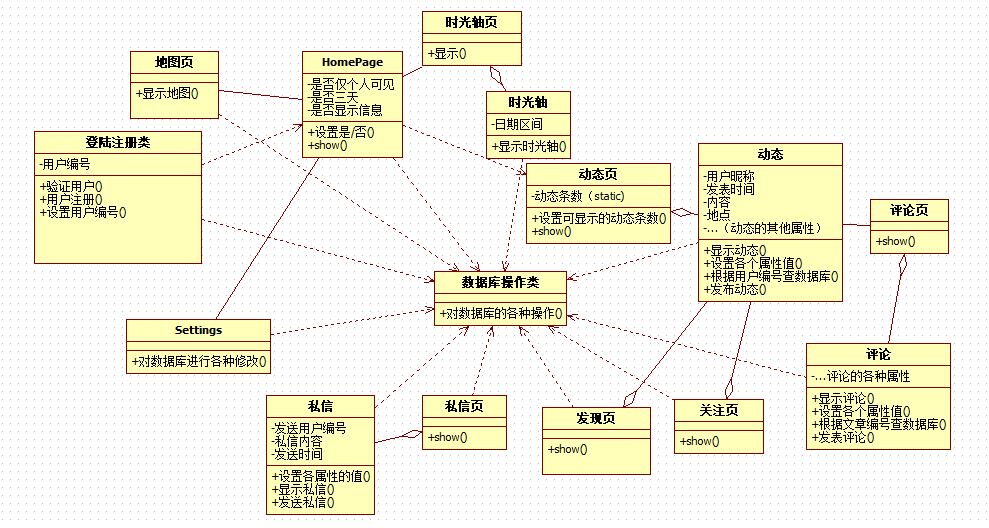 时光轴页
+显示()
地图页
+显示地图()
HomePage
-是否仅个人可见
-是否三天
-是否显示信息
+设置是/否()
+show()
时光轴
-日期区间
+显示时光轴()
登陆注册类
-用户编号
+验证用户()
+用户注册()
+设置用户编号()
动态页
-动态条数（static)
+设置可显示的动态条数()
+show()
动态
-用户昵称
-发表时间
-内容
-地点
-...（动态的其他属性）
+显示动态()
+设置各个属性值()
+根据用户编号查数据库()
+发布动态()
评论页
+show()
数据库操作类
+对数据库的各种操作()
Settings
+对数据库进行各种修改()
评论
-...评论的各种属性
+显示评论()
+设置各个属性值()
+根据文章编号查数据库()
+发表评论()
私信
-发送用户编号
-私信内容
-发送时间
+设置各属性的值()
+显示私信()
+发送私信()
私信页
+show()
发现页
+show()
关注页
+show()